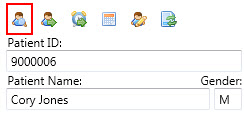 Patient ID:
9000006
Patient Name: Gender:
Cory Jones M